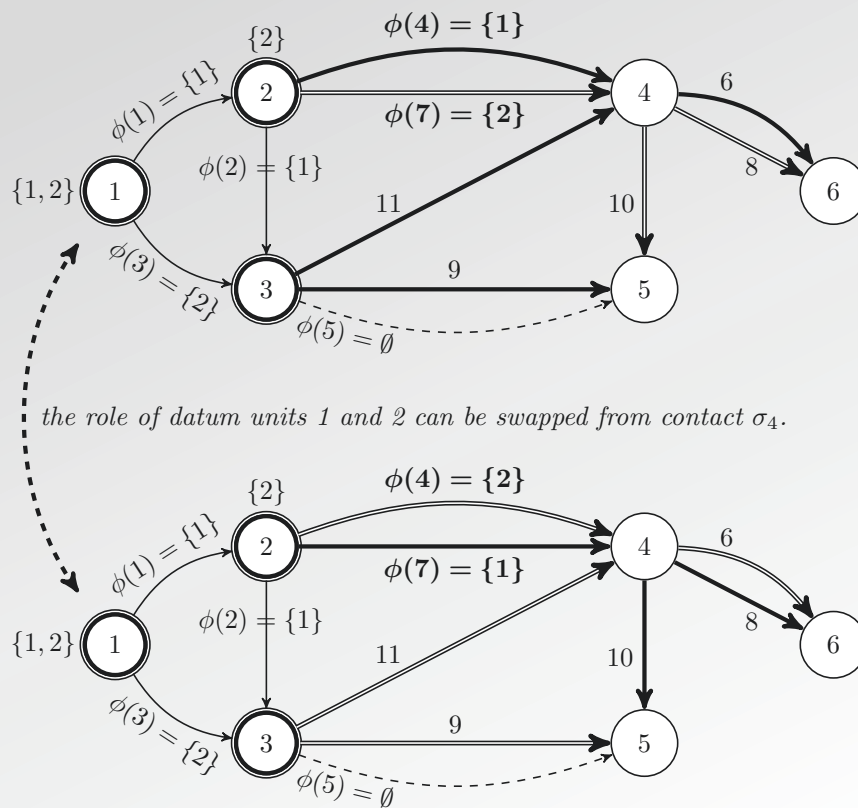 {2}
ϕ(4) = {1}
ϕ(1) = {1}
2
4
6
ϕ(7) = {2}
8
{1, 2}
1
ϕ(2) = {1}
6
11
10
ϕ(3) = {2}
3
9
5
ϕ(5) = ∅
the role of datum units 1 and 2 can be swapped from contact σ₄.
{2}
ϕ(4) = {2}
ϕ(1) = {1}
2
4
6
ϕ(7) = {1}
8
{1, 2}
1
ϕ(2) = {1}
6
11
10
ϕ(3) = {2}
3
9
5
ϕ(5) = ∅